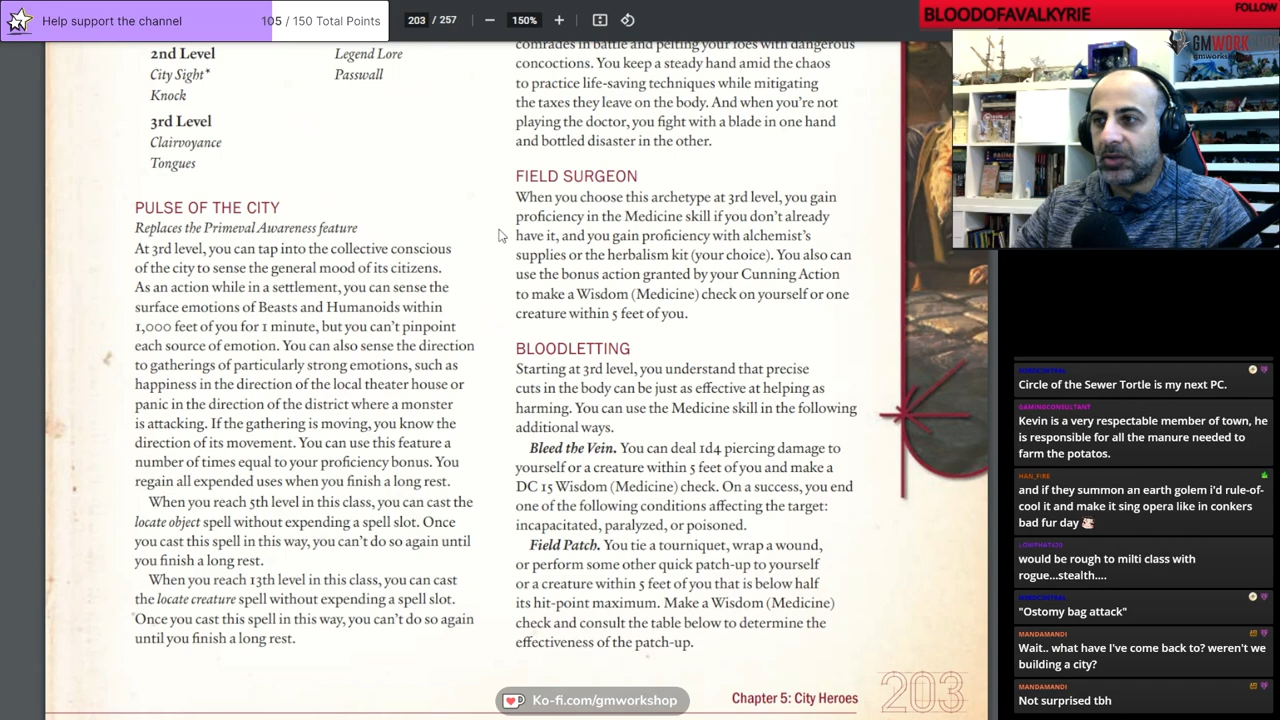 Help support the channel
105 / 150 Total Points
203 / 257
150%
BLOODOFAVALKYRIE
FOLLOW
GMWORK
gmworksh
2nd Level
City Sight*
Knock
3rd Level
Clairvoyance
Tongues
Legend Lore
Passwall
PULSE OF THE CITY
Replaces the Primeval Awareness feature
At 3rd level, you can tap into the collective conscious
of the city to sense the general mood of its citizens.
As an action while in a settlement, you can sense the
surface emotions of Beasts and Humanoids within
1,000 feet of you for 1 minute, but you can't pinpoint
each source of emotion. You can also sense the direction
to gatherings of particularly strong emotions, such as
happiness in the direction of the local theater house or
panic in the direction of the district where a monster
is attacking. If the gathering is moving, you know the
direction of its movement. You can use this feature a
number of times equal to your proficiency bonus. You
regain all expended uses when you finish a long rest.
When you reach 5th level in this class, you can cast the
locate object spell without expending a spell slot. Once
you cast this spell in this way, you can't do so again until
you finish a long rest.
When you reach 13th level in this class, you can cast
the locate creature spell without expending a spell slot.
Once you cast this spell in this way, you can't do so again
until you finish a long rest.
comrades in battle and pelting your foes with dangerous
concoctions. You keep a steady hand amid the chaos
to practice life-saving techniques while mitigating
the taxes they leave on the body. And when you're not
playing the doctor, you fight with a blade in one hand
and bottled disaster in the other.
FIELD SURGEON
When you choose this archetype at 3rd level, you gain
proficiency in the Medicine skill if you don't already
have it, and you gain proficiency with alchemist's
supplies or the herbalism kit (your choice). You also can
use the bonus action granted by your Cunning Action
to make a Wisdom (Medicine) check on yourself or one
creature within 5 feet of you.
BLOODLETTING
Starting at 3rd level, you understand that precise
cuts in the body can be just as effective at helping as
harming. You can use the Medicine skill in the following
additional ways.
Bleed the Vein. You can deal 1d4 piercing damage to
yourself or a creature within 5 feet of you and make a
DC 15 Wisdom (Medicine) check. On a success, you end
one of the following conditions affecting the target:
incapacitated, paralyzed, or poisoned.
Field Patch. You tie a tourniquet, wrap a wound,
or perform some other quick patch-up to yourself
or a creature within 5 feet of you that is below half
its hit-point maximum. Make a Wisdom (Medicine)
check and consult the table below to determine the
effectiveness of the patch-up.
Ko-fi.com/gmworkshop
Chapter 5: City Heroes
203
Circle of the Sewer Tortle is my next PC.
GAMINGCONSULTANT
Kevin is a very respectable member of town, he
is responsible for all the manure needed to
farm the potatos.
HAN_FIRE
and if they summon an earth golem i'd rule-of-
cool it and make it sing opera like in conkers
bad fur day
would be rough to milti class with
rogue...stealth....
"Ostomy bag attack"
MANDAMANDI
Wait.. what have I've come back to? weren't we
building a city?
MANDAMANDI
Not surprised tbh